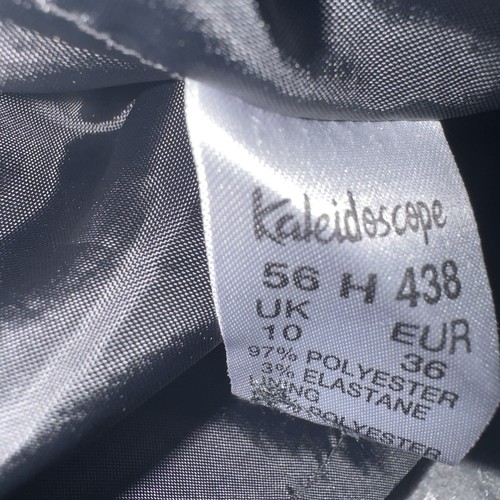 Kaleidoscope
56 H 438
UK EUR
10 36
97% POLYESTER
3% ELASTANE
LINING
POLYESTER